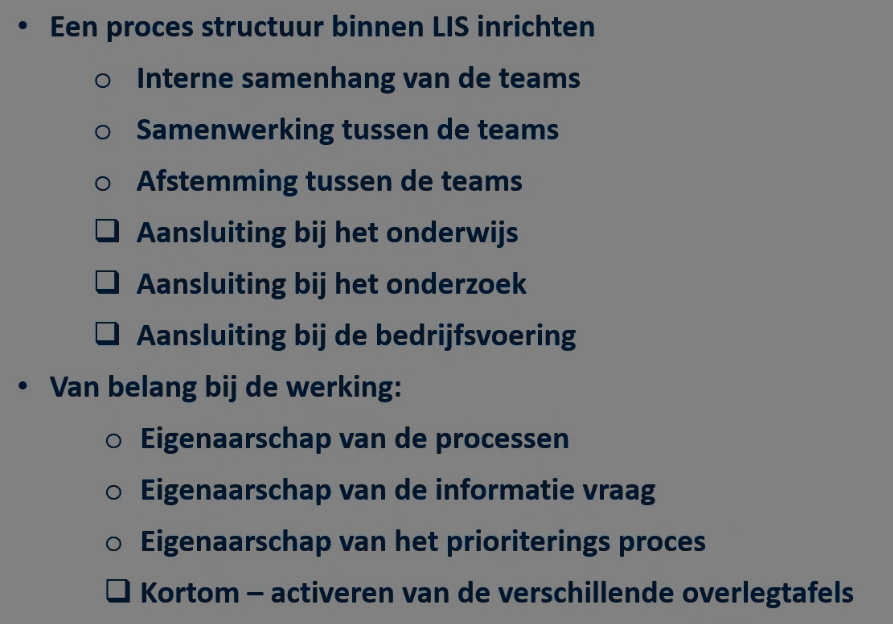 • Een proces structuur binnen LIS inrichten
o Interne samenhang van de teams
o Samenwerking tussen de teams
o Afstemming tussen de teams
❑ Aansluiting bij het onderwijs
❑ Aansluiting bij het onderzoek
❑ Aansluiting bij de bedrijfsvoering
• Van belang bij de werking:
o Eigenaarschap van de processen
o Eigenaarschap van de informatie vraag
o Eigenaarschap van het prioriterings proces
❑ Kortom – activeren van de verschillende overlegtafels